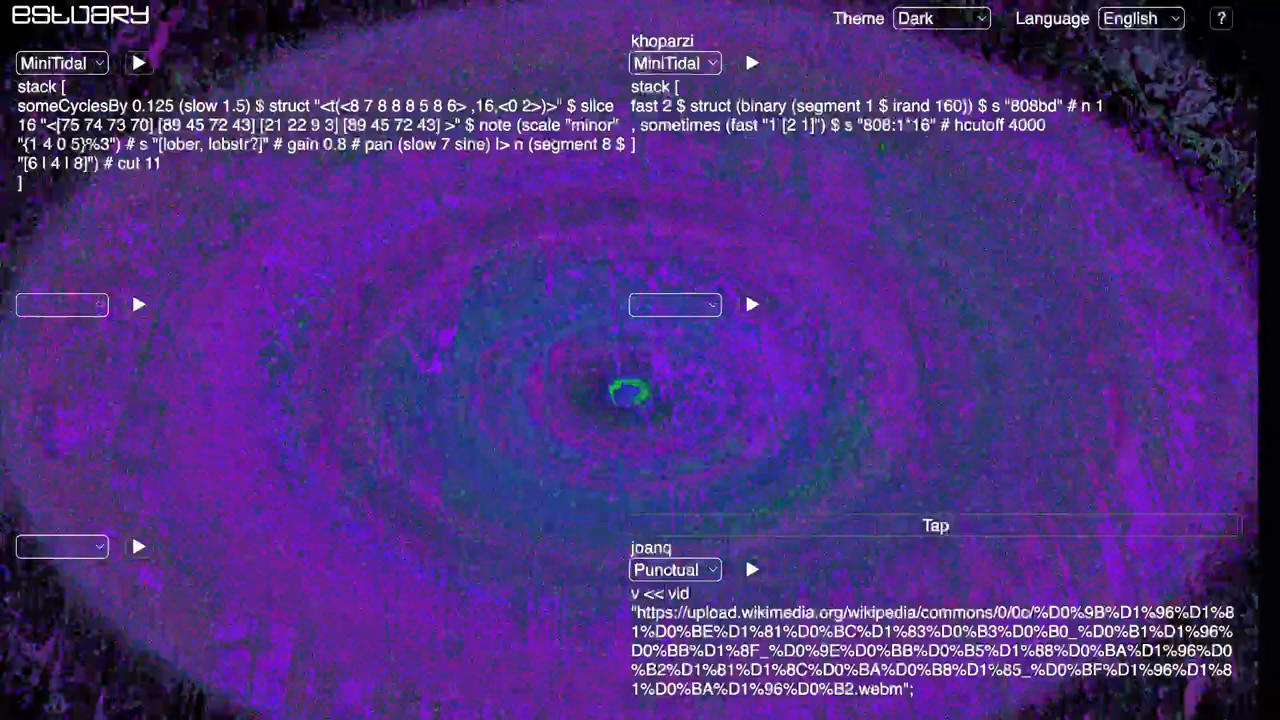 estuary
Theme Dark Language English ?
MiniTidal
stack [
someCyclesBy 0.125 (slow 1.5) $ struct "<t(<8 7 8 8 8 5 8 6> ,16,<0 2>)>" $ slice
16 "<[75 74 73 70] [89 45 72 43] [21 22 9 3] [89 45 72 43] >" $ note (scale "minor"
"{1 4 0 5}%3") # s "[lober, lobslr?]" # gain 0.8 # pan (slow 7 sine) |> n (segment 8 $
"[6 | 4 | 8]") # cut 11
]
khoparzi
MiniTidal
stack [
fast 2 $ struct (binary (segment 1 $ irand 160)) $ s "808bd" # n 1
, sometimes (fast "1 [2 1]") $ s "808:1*16" # hcutoff 4000
]
Tap
joanq
Punctual
v << vid
"https://upload.wikimedia.org/wikipedia/commons/0/0c/%D0%9B%D1%96%D1%8
1%D0%BE%D1%81%D0%BC%D1%83%D0%B3%D0%B0_%D0%B1%D1%96%
D0%BB%D1%8F_%D0%9E%D0%BB%D0%B5%D1%88%D0%BA%D1%96%D0
%B2%D1%81%D1%8C%D0%BA%D0%B8%D1%85_%D0%BF%D1%96%D1%8
1%D0%BA%D1%96%D0%B2.webm";